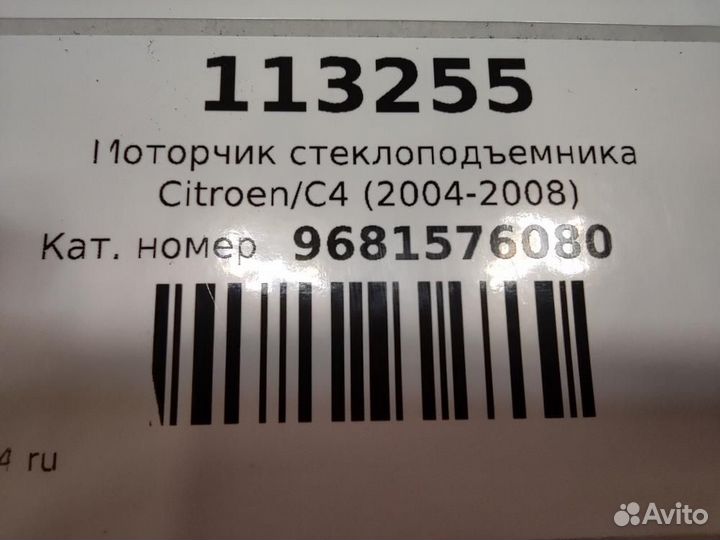 113255
Моторчик стеклоподъемника
Citroen/C4 (2004-2008)
Кат. номер 9681576080
4 ru
Avito